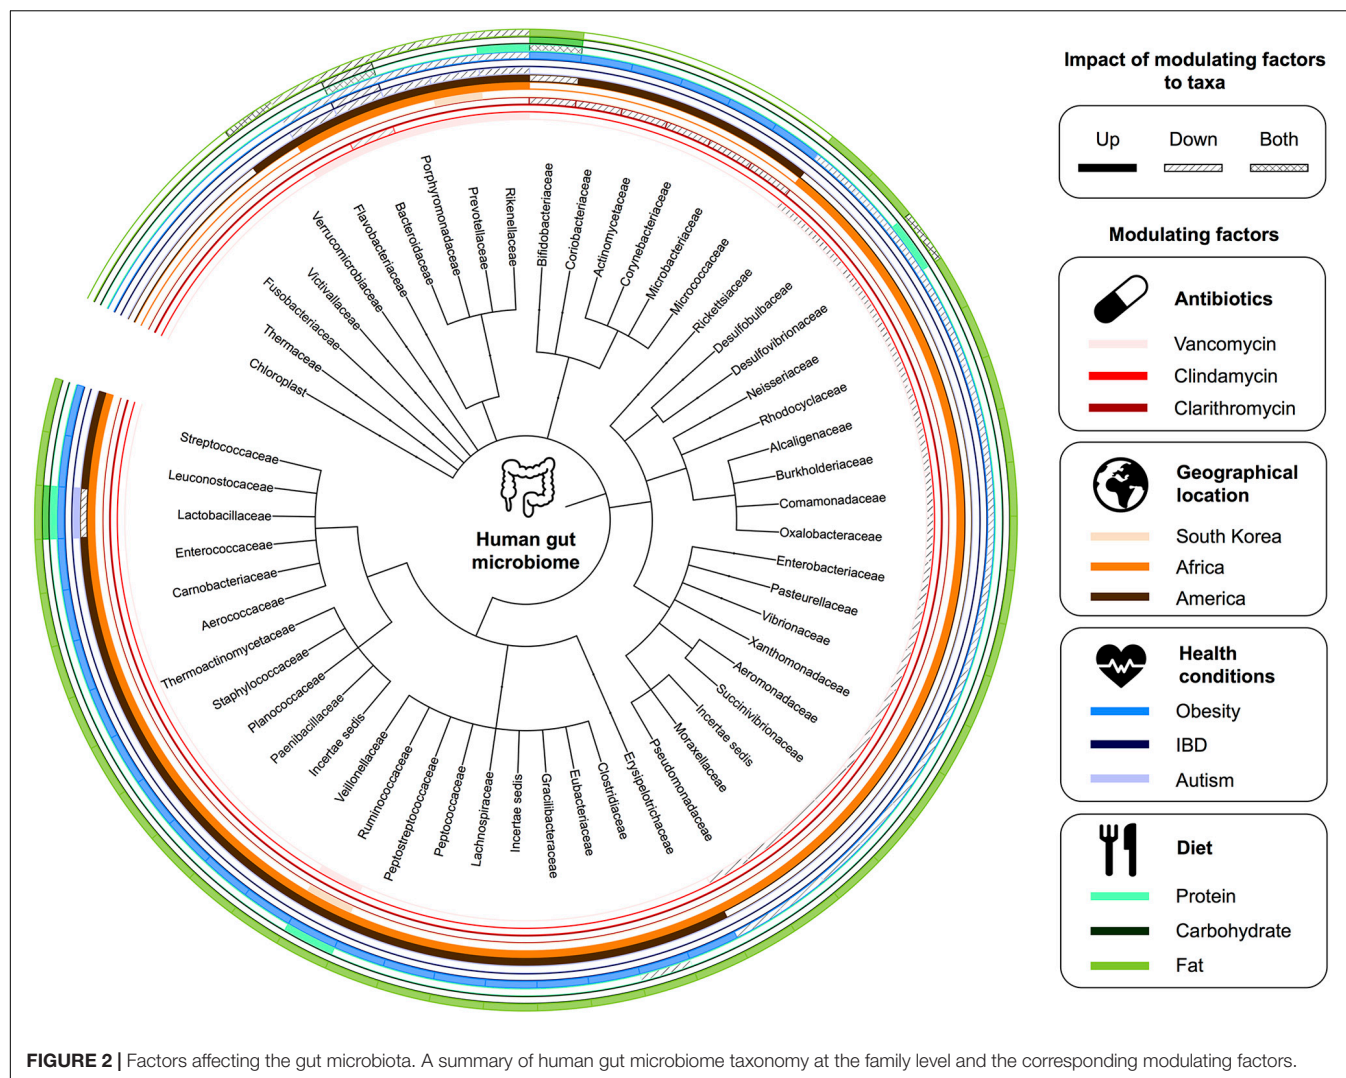 Impact of modulating factors
to taxa
Up
Down
Both
Modulating factors
Antibiotics
Vancomycin
Clindamycin
Clarithromycin
Geographical
location
South Korea
Africa
America
Health
conditions
Obesity
IBD
Autism
Diet
Protein
Carbohydrate
Fat
Human gut
microbiome
Chloroplast
Thermaceae
Fusobacteriaceae
Victivallaceae
Verrucomicrobiaceae
Flavobacteriaceae
Bacteroidaceae
Porphyromonadaceae
Prevotellaceae
Rikenellaceae
Bifidobacteriaceae
Coriobacteriaceae
Actinomycetaceae
Corynebacteriaceae
Microbacteriaceae
Micrococcaceae
Rickettsiaceae
Desulfobulbaceae
Desulfovibrionaceae
Neisseriaceae
Rhodocyclaceae
Alcaligenaceae
Burkholderiaceae
Comamonadaceae
Oxalobacteraceae
Enterobacteriaceae
Pasteurellaceae
Vibrionaceae
Xanthomonadaceae
Aeromonadaceae
Succinivibrionaceae
Incertae sedis
Moraxellaceae
Pseudomonadaceae
Erysipelotrichaceae
Clostridiaceae
Eubacteriaceae
Gracilibacteraceae
Incertae sedis
Lachnospiraceae
Peptococcaceae
Peptostreptococcaceae
Ruminococcaceae
Veillonellaceae
Incertae sedis
Paenibacillaceae
Planococcaceae
Staphylococcaceae
Thermoactinomycetaceae
Aerococcaceae
Carnobacteriaceae
Enterococcaceae
Lactobacillaceae
Leuconostocaceae
Streptococcaceae
FIGURE 2 | Factors affecting the gut microbiota. A summary of human gut microbiome taxonomy at the family level and the corresponding modulating factors.